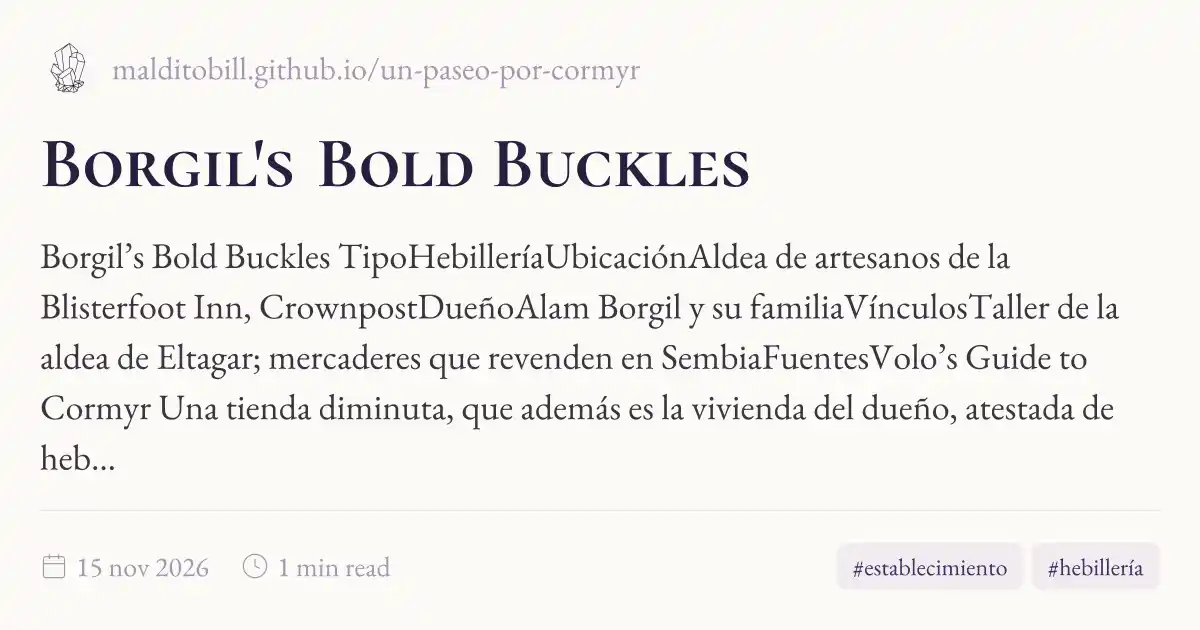 malditobill.github.io/un-paseo-por-cormyr
Borgil's Bold Buckles
Borgil’s Bold Buckles TipoHebilleríaUbicaciónAldea de artesanos de la
Blisterfoot Inn, CrownpostDueñoAlam Borgil y su familiaVínculosTaller de la
aldea de Eltagar; mercaderes que revenden en SembiaFuentesVolo’s Guide to
Cormyr Una tienda diminuta, que además es la vivienda del dueño, atestada de
heb...
15 nov 2026
1 min read
#establecimiento
#hebillería